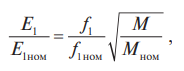 E₁/E₁ном = f₁/f₁ном √(M/Mном) ,